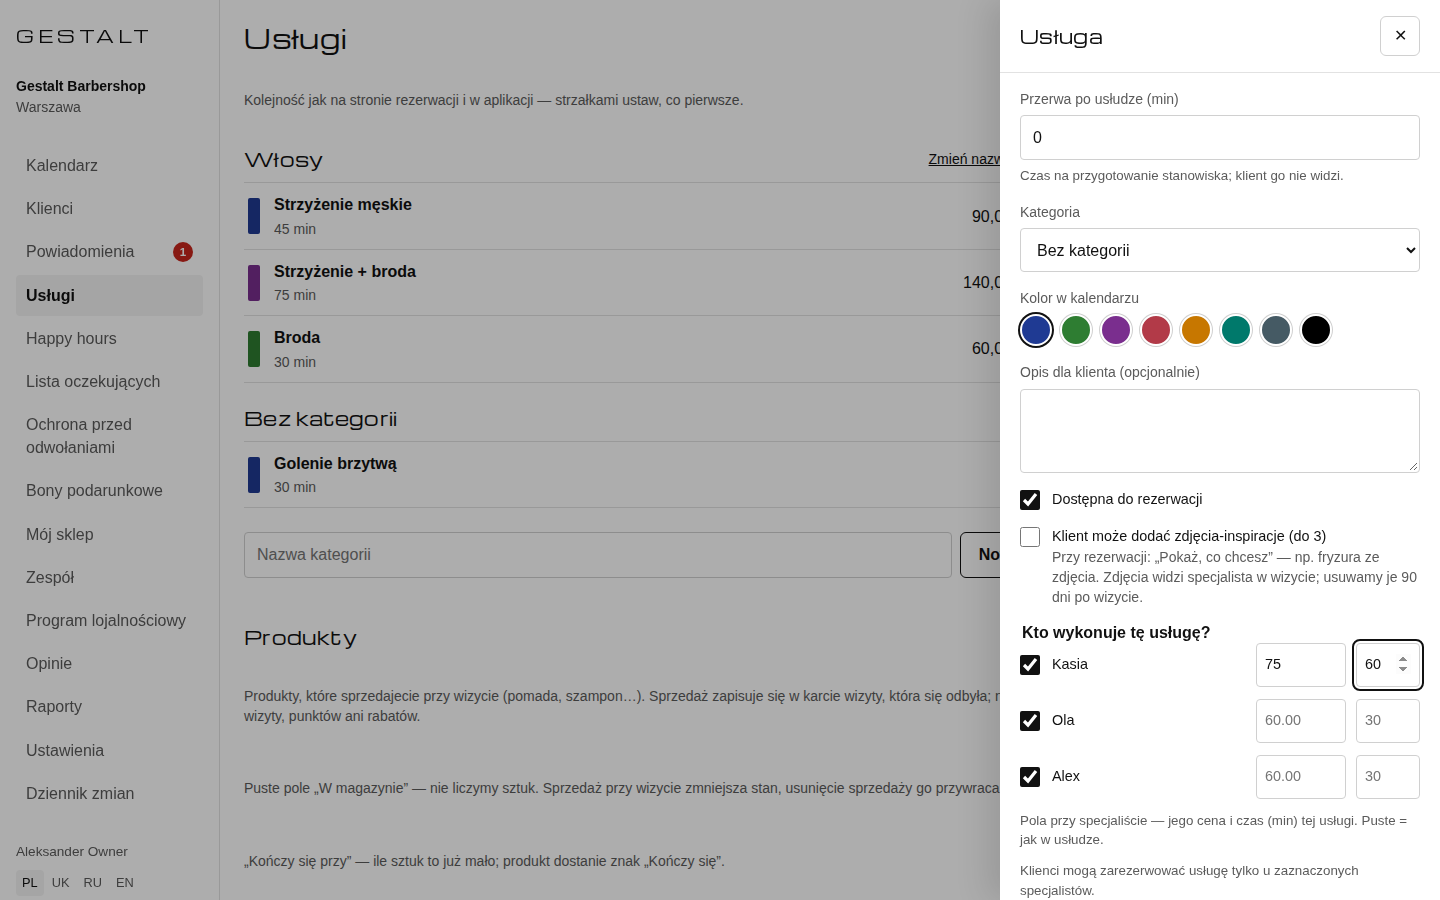 GESTALT
Gestalt Barbershop
Warszawa
Kalendarz
Klienci
Powiadomienia 1
Usługi
Happy hours
Lista oczekujących
Ochrona przed
odwołaniami
Bony podarunkowe
Mój sklep
Zespół
Program lojalnościowy
Opinie
Raporty
Ustawienia
Dziennik zmian
Aleksander Owner
PL UK RU EN
Usługi
Kolejność jak na stronie rezerwacji i w aplikacji — strzałkami ustaw, co pierwsze.
Włosy
Zmień
Strzyżenie męskie
45 min
90,0
Strzyżenie + broda
75 min
140,0
Broda
30 min
60,0
Bez kategorii
Golenie brzytwą
30 min
Nazwa kategorii
Produkty
Produkty, które sprzedajecie przy wizycie (pomada, szampon…). Sprzedaż zapisuje się w karcie wizyty, która się odbyła;
wizyty, punktów ani rabatów.
Puste pole „W magazynie” — nie liczymy sztuk. Sprzedaż przy wizycie zmniejsza stan, usunięcie sprzedaży go przywraca
„Kończy się przy” — ile sztuk to już mało; produkt dostanie znak „Kończy się”.
Usługa
✕
Przerwa po usłudze (min)
0
Czas na przygotowanie stanowiska; klient go nie widzi.
Kategoria
Bez kategorii
Kolor w kalendarzu
Opis dla klienta (opcjonalnie)
Dostępna do rezerwacji
Klient może dodać zdjęcia-inspiracje (do 3)
Przy rezerwacji: „Pokaż, co chcesz” — np. fryzura ze
zdjęcia. Zdjęcia widzi specjalista w wizycie; usuwamy je 90
dni po wizycie.
Kto wykonuje tę usługę?
Kasia 75 60
Ola 60.00 30
Alex 60.00 30
Pola przy specjaliście — jego cena i czas (min) tej usługi. Puste =
jak w usłudze.
Klienci mogą zarezerwować usługę tylko u zaznaczonych
specjalistów.